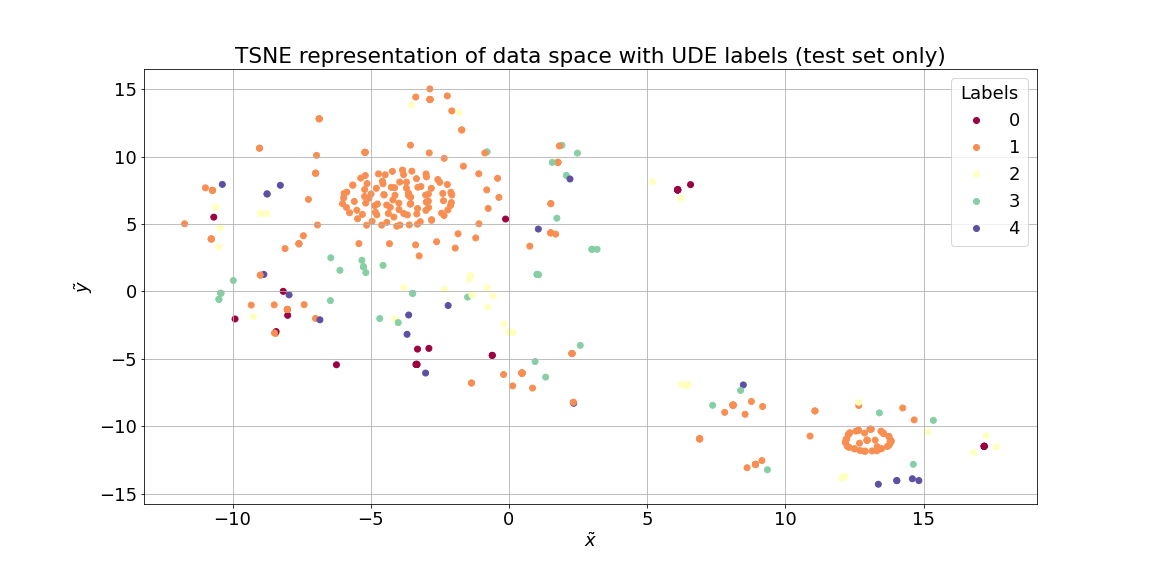 TSNE representation of data space with UDE labels (test set only)
Labels
0
1
2
3
4
15
10
5
0
−5
−10
−15
ỹ
−10 −5 0 5 10 15
x̃